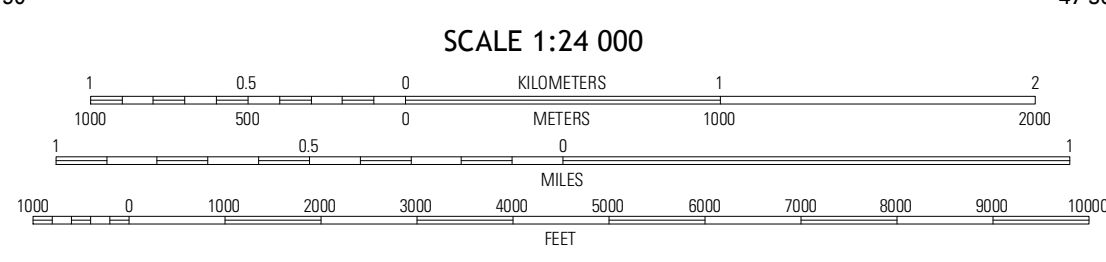 SCALE 1:24 000
1 0.5 0 KILOMETERS 1 2
1000 500 0 METERS 1000 2000
1 0.5 0 1
MILES
1000 0 1000 2000 3000 4000 5000 6000 7000 8000 9000 10000
FEET